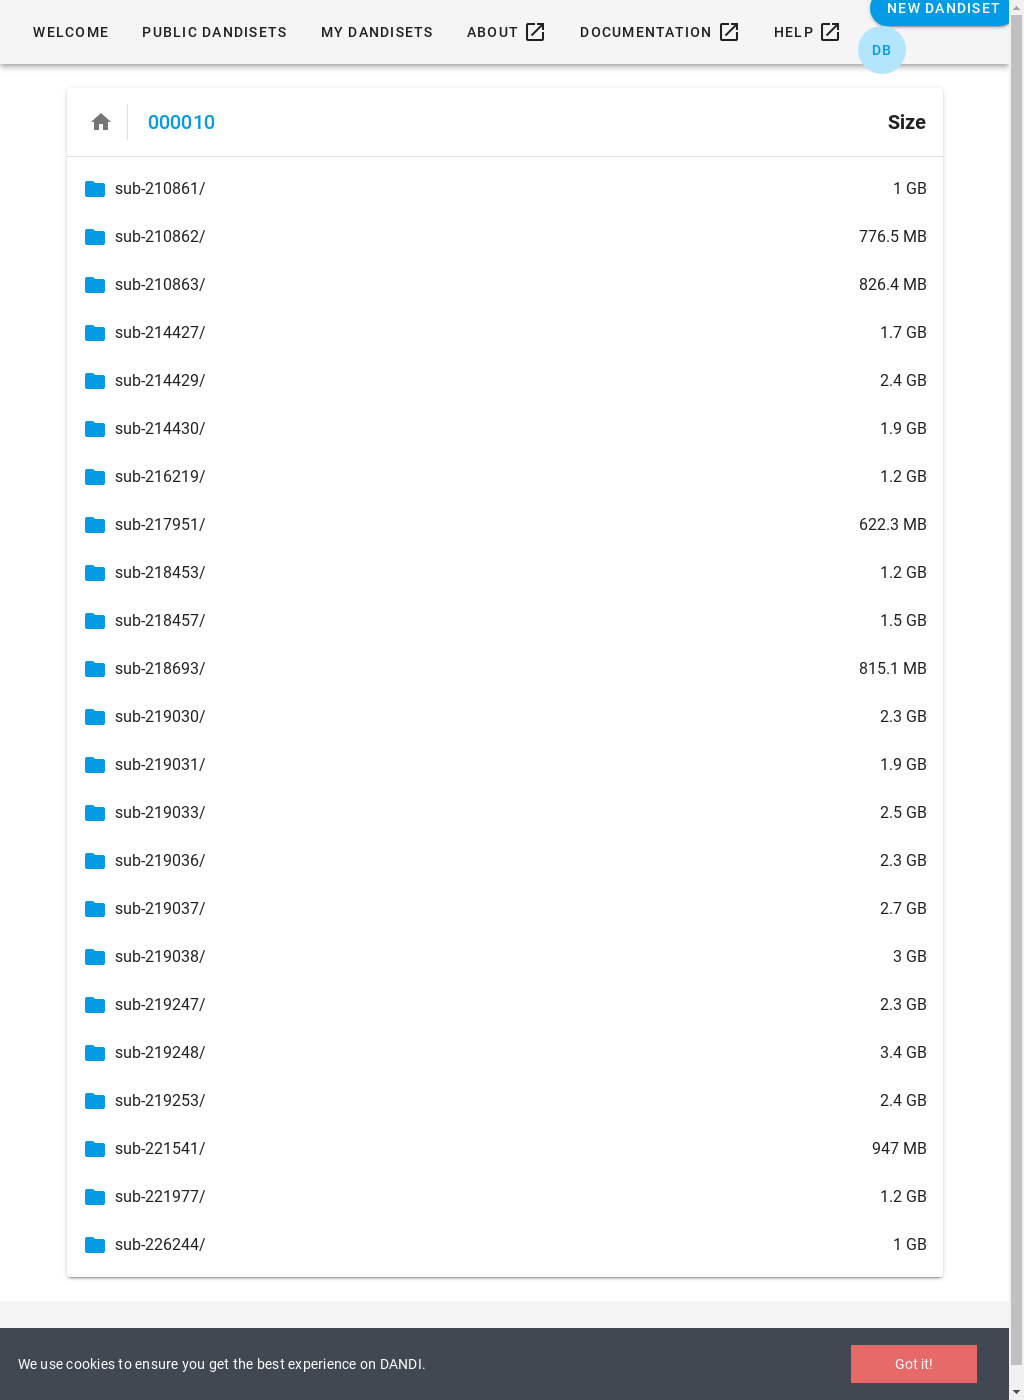 WELCOME PUBLIC DANDISETS MY DANDISETS ABOUT DOCUMENTATION HELP NEW DANDISET
DB
000010 Size
sub-210861/ 1 GB
sub-210862/ 776.5 MB
sub-210863/ 826.4 MB
sub-214427/ 1.7 GB
sub-214429/ 2.4 GB
sub-214430/ 1.9 GB
sub-216219/ 1.2 GB
sub-217951/ 622.3 MB
sub-218453/ 1.2 GB
sub-218457/ 1.5 GB
sub-218693/ 815.1 MB
sub-219030/ 2.3 GB
sub-219031/ 1.9 GB
sub-219033/ 2.5 GB
sub-219036/ 2.3 GB
sub-219037/ 2.7 GB
sub-219038/ 3 GB
sub-219247/ 2.3 GB
sub-219248/ 3.4 GB
sub-219253/ 2.4 GB
sub-221541/ 947 MB
sub-221977/ 1.2 GB
sub-226244/ 1 GB
We use cookies to ensure you get the best experience on DANDI. Got it!